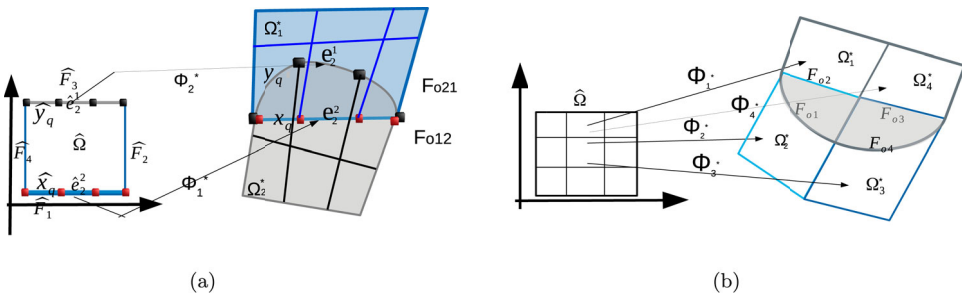 Ω₁*
e₂¹
F̂₃
y_q
Φ₂*
F_o21
ŷ_q
ê₂¹
x_q
e₂²
F_o12
F̂₄
Ω̂
F̂₂
x̂_q
ê₂²
Φ₁*
Ω₂*
F̂₁
(a)
Ω₁*
Φ₁*
F_o2
Ω₄*
Ω̂
Φ₄*
F_o3
Φ₂*
Ω₂*
F_o1
F_o4
Φ₃*
Ω₃*
(b)